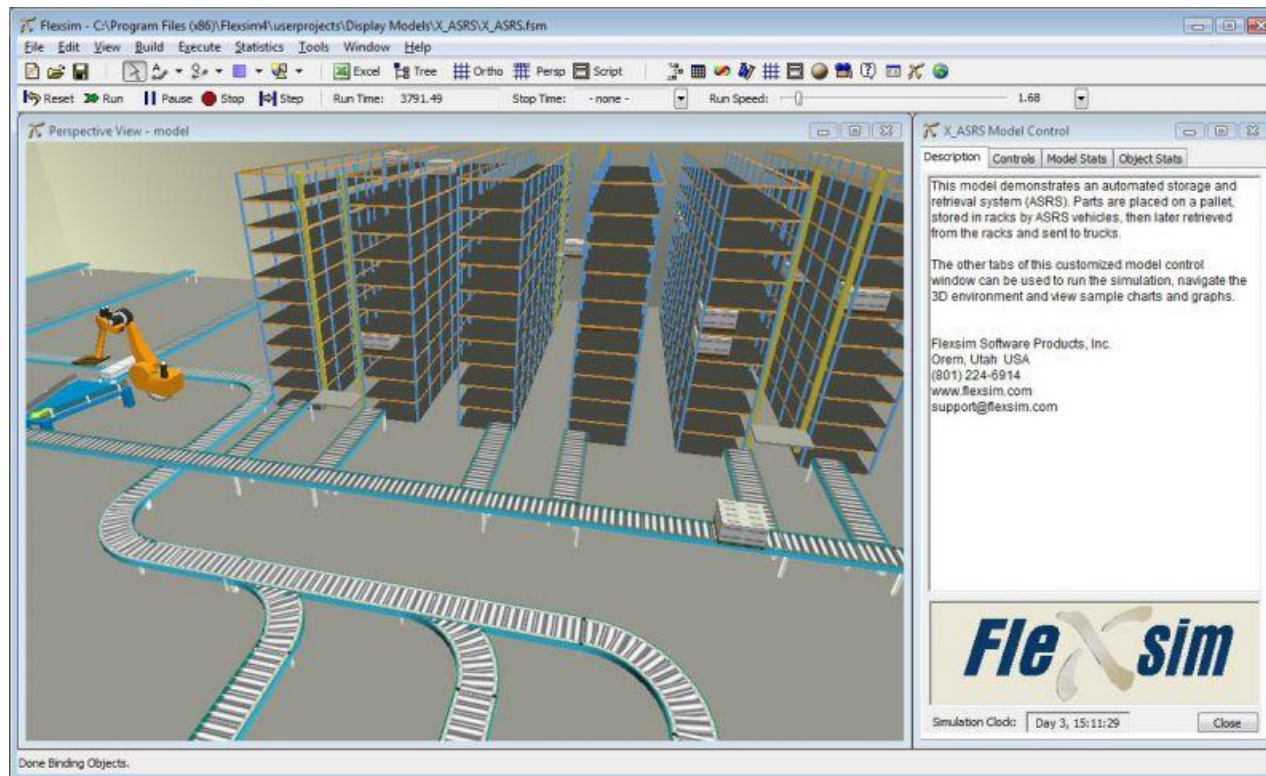 Flexsim - C:\Program Files (x86)\Flexsim4\userprojects\Display Models\X_ASRS\X_ASRS.fsm
File Edit View Build Execute Statistics Tools Window Help
Excel Tree Ortho Persp Script
Reset Run Pause Stop Step Run Time: 3791.49 Stop Time: - none - Run Speed: 1.68
Perspective View - model
X_ASRS Model Control
Description Controls Model Stats Object Stats
This model demonstrates an automated storage and
retrieval system (ASRS). Parts are placed on a pallet,
stored in racks by ASRS vehicles, then later retrieved
from the racks and sent to trucks.
The other tabs of this customized model control
window can be used to run the simulation, navigate the
3D environment and view sample charts and graphs.
Flexsim Software Products, Inc.
Orem, Utah USA
(801) 224-6914
www.flexsim.com
support@flexsim.com
FleXsim
Simulation Clock: Day 3, 15:11:29 Close
Done Binding Objects.